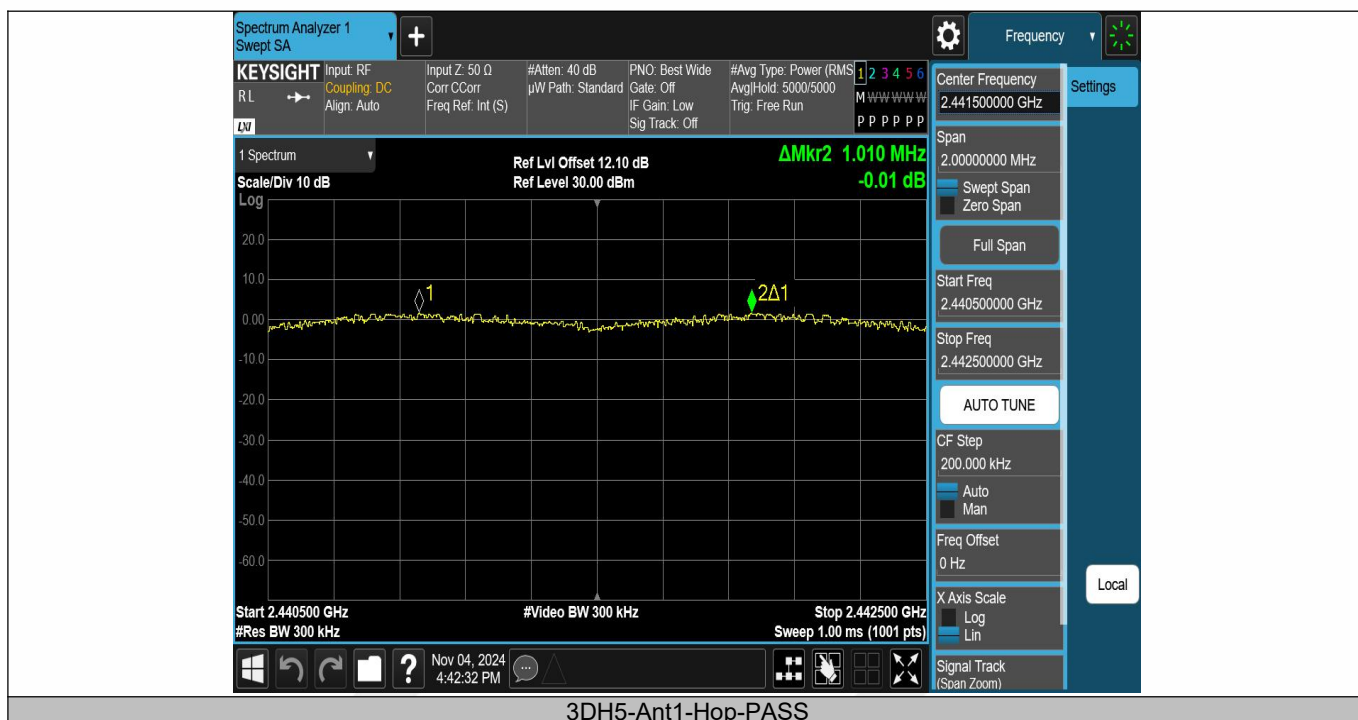 Spectrum Analyzer 1
Swept SA
+
Frequency
KEYSIGHT
RL
LXI
Input: RF
Coupling: DC
Align: Auto
Input Z: 50 Ω
Corr CCorr
Freq Ref: Int (S)
#Atten: 40 dB
µW Path: Standard
PNO: Best Wide
Gate: Off
IF Gain: Low
Sig Track: Off
#Avg Type: Power (RMS
Avg|Hold: 5000/5000
Trig: Free Run
1 2 3 4 5 6
M W W W W W
P P P P P P
1 Spectrum
Scale/Div 10 dB
Log
Ref Lvl Offset 12.10 dB
Ref Level 30.00 dBm
ΔMkr2 1.010 MHz
-0.01 dB
20.0
10.0
1
2Δ1
0.00
-10.0
-20.0
-30.0
-40.0
-50.0
-60.0
Start 2.440500 GHz
#Res BW 300 kHz
#Video BW 300 kHz
Stop 2.442500 GHz
Sweep 1.00 ms (1001 pts)
Center Frequency
2.441500000 GHz
Settings
Span
2.00000000 MHz
Swept Span
Zero Span
Full Span
Start Freq
2.440500000 GHz
Stop Freq
2.442500000 GHz
AUTO TUNE
CF Step
200.000 kHz
Auto
Man
Freq Offset
0 Hz
Local
X Axis Scale
Log
Lin
Signal Track
(Span Zoom)
?
Nov 04, 2024
4:42:32 PM
3DH5-Ant1-Hop-PASS